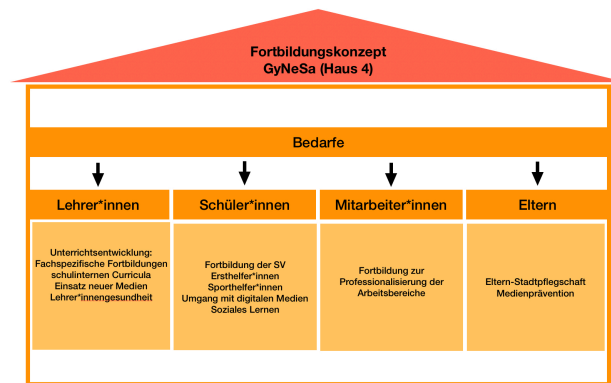 Fortbildungskonzept
GyNeSa (Haus 4)
Bedarfe
Lehrer*innen
Schüler*innen
Mitarbeiter*innen
Eltern
Unterrichtsentwicklung:
Fachspezifische Fortbildungen
schulinternen Curricula
Einsatz neuer Medien
Lehrer*innengesundheit
Fortbildung der SV
Ersthelfer*innen
Sporthelfer*innen
Umgang mit digitalen Medien
Soziales Lernen
Fortbildung zur
Professionalisierung der
Arbeitsbereiche
Eltern-Stadtpflegschaft
Medienprävention